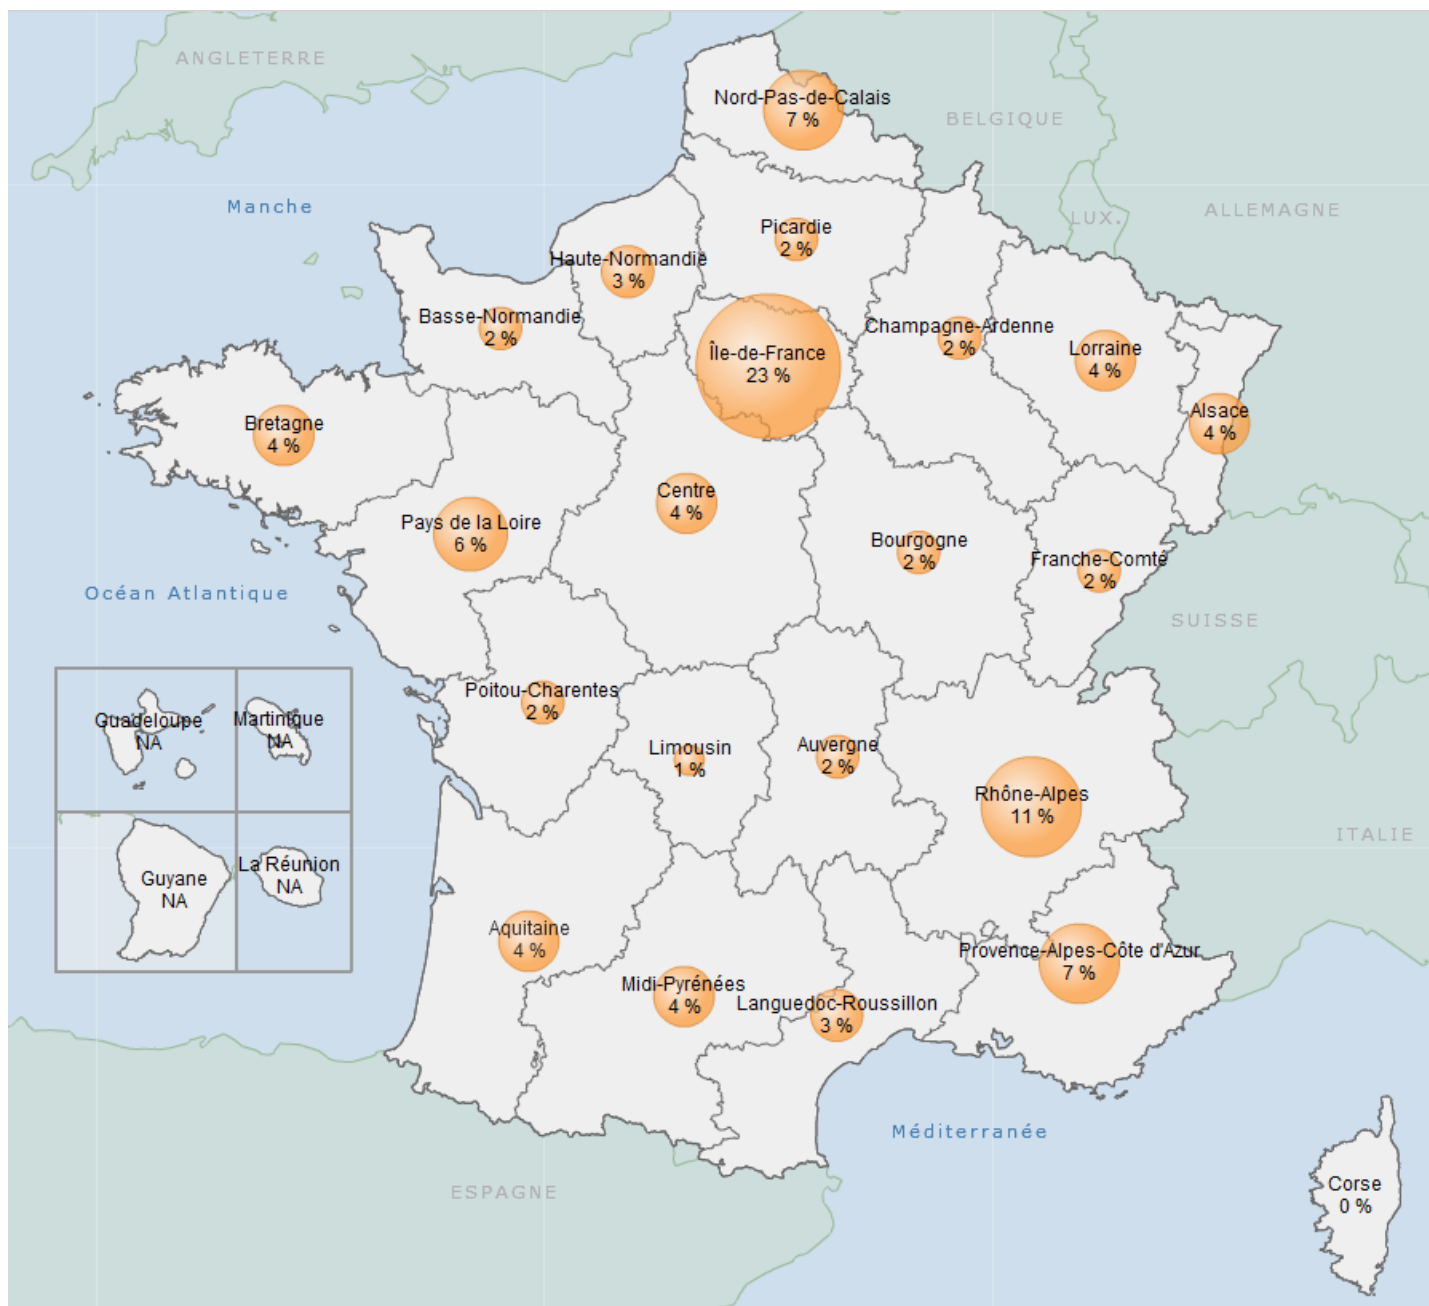 ANGLETERRE
Nord-Pas-de-Calais
7 %
BELGIQUE
Manche
LUX.
ALLEMAGNE
Picardie
2 %
Haute-Normandie
3 %
Basse-Normandie
2 %
Île-de-France
23 %
Champagne-Ardenne
2 %
Lorraine
4 %
Alsace
4 %
Bretagne
4 %
Pays de la Loire
6 %
Centre
4 %
Bourgogne
2 %
Franche-Comté
2 %
Océan Atlantique
SUISSE
Poitou-Charentes
2 %
Limousin
1 %
Auvergne
2 %
Rhône-Alpes
11 %
Guadeloupe
NA
Martinique
NA
Guyane
NA
La Réunion
NA
ITALIE
Aquitaine
4 %
Midi-Pyrénées
4 %
Languedoc-Roussillon
3 %
Provence-Alpes-Côte d'Azur
7 %
Méditerranée
ESPAGNE
Corse
0 %